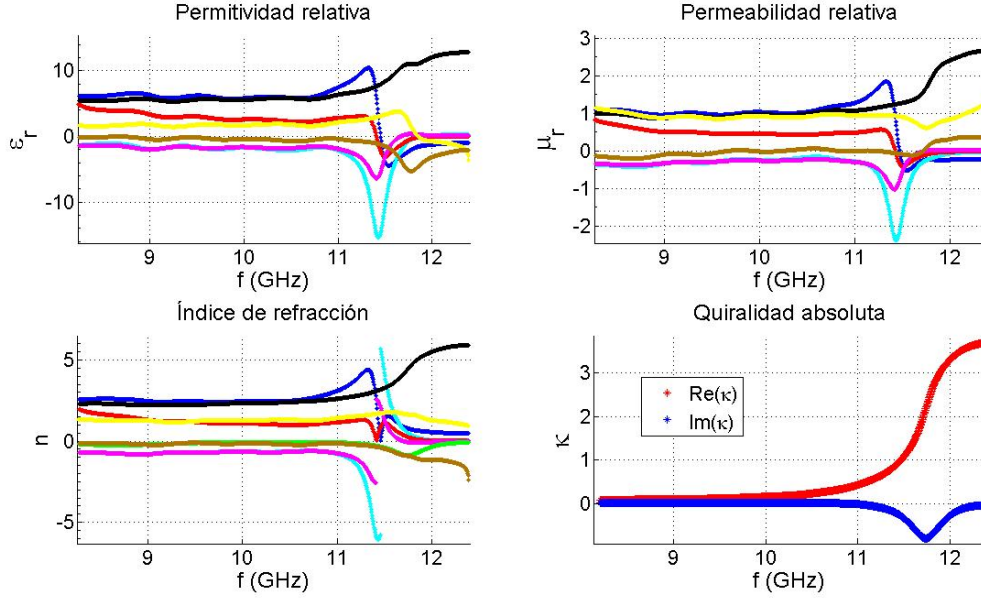 Permitividad relativa
10
0
-10
εr
9
10
11
12
f (GHz)
Permeabilidad relativa
3
2
1
0
-1
-2
μr
9
10
11
12
f (GHz)
Índice de refracción
5
0
-5
n
9
10
11
12
f (GHz)
Quiralidad absoluta
3
2
1
0
κ
Re(κ)
Im(κ)
9
10
11
12
f (GHz)